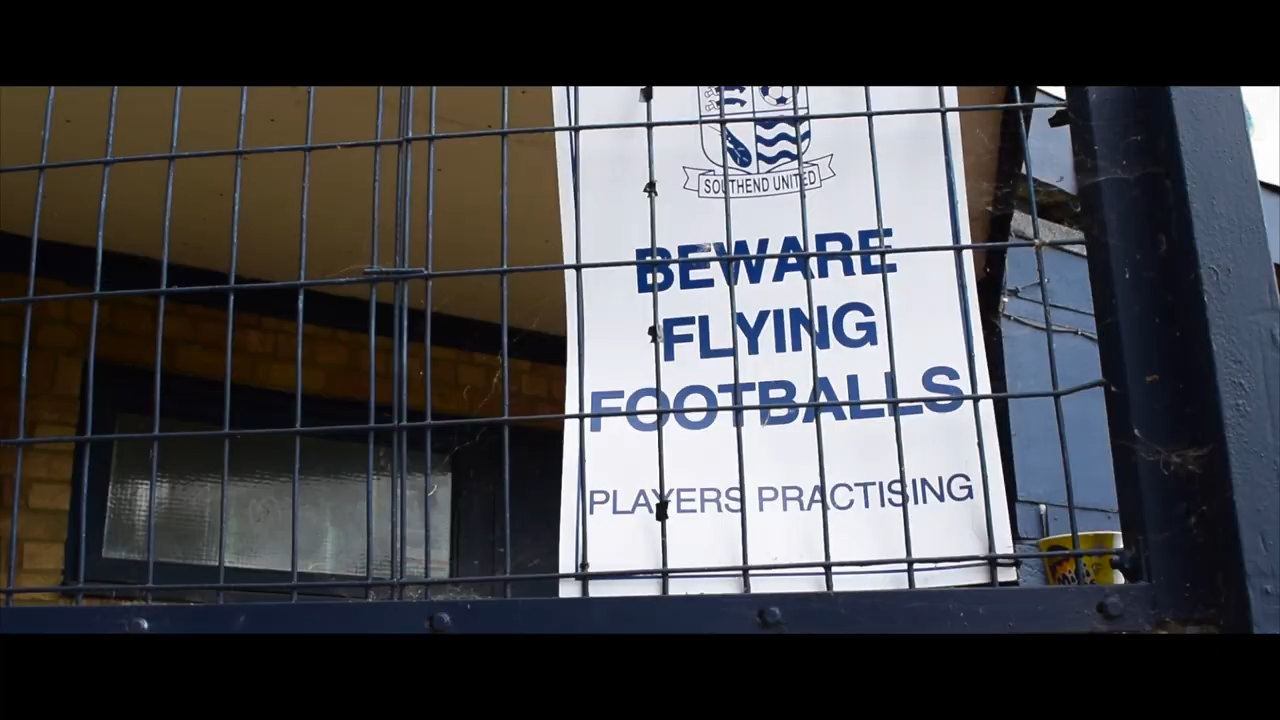 SOUTHEND UNITED
BEWARE
FLYING
FOOTBALLS
PLAYERS PRACTISING